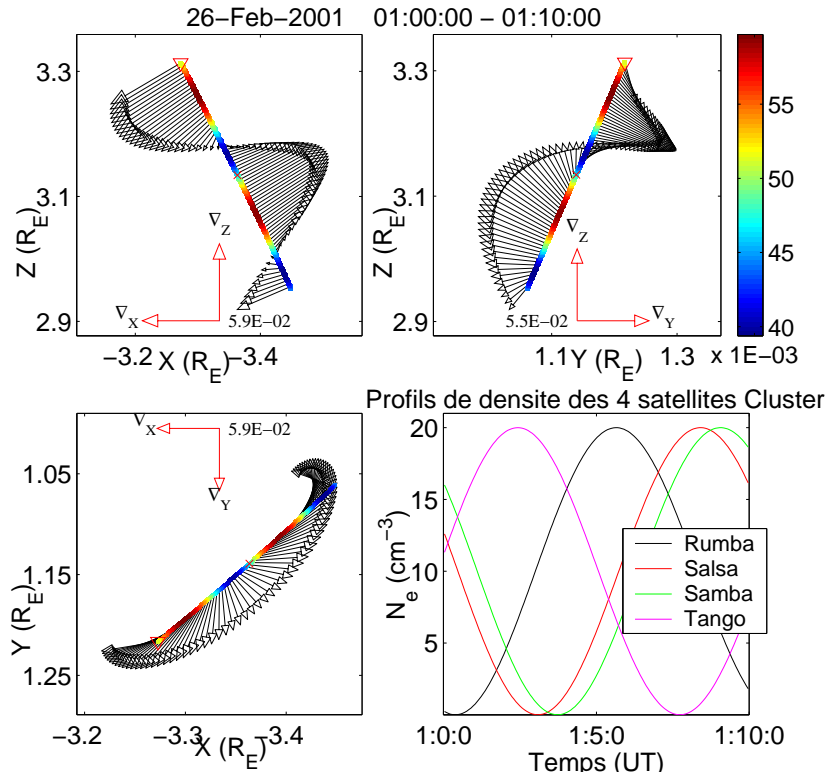 26−Feb−2001 01:00:00 − 01:10:00
3.3
3.1
2.9
Z (R_E)
∇_Z
∇_X
5.9E−02
−3.2
−3.4
X (R_E)
3.3
3.1
2.9
Z (R_E)
∇_Z
∇_Y
5.5E−02
1.1
1.3
Y (R_E)
55
50
45
40
x 1E−03
∇_X
5.9E−02
∇_Y
1.05
1.15
1.25
Y (R_E)
−3.2
−3.3
−3.4
X (R_E)
Profils de densite des 4 satellites Cluster
20
15
10
5
N_e (cm^−3)
Rumba
Salsa
Samba
Tango
1:0:0
1:5:0
1:10:0
Temps (UT)